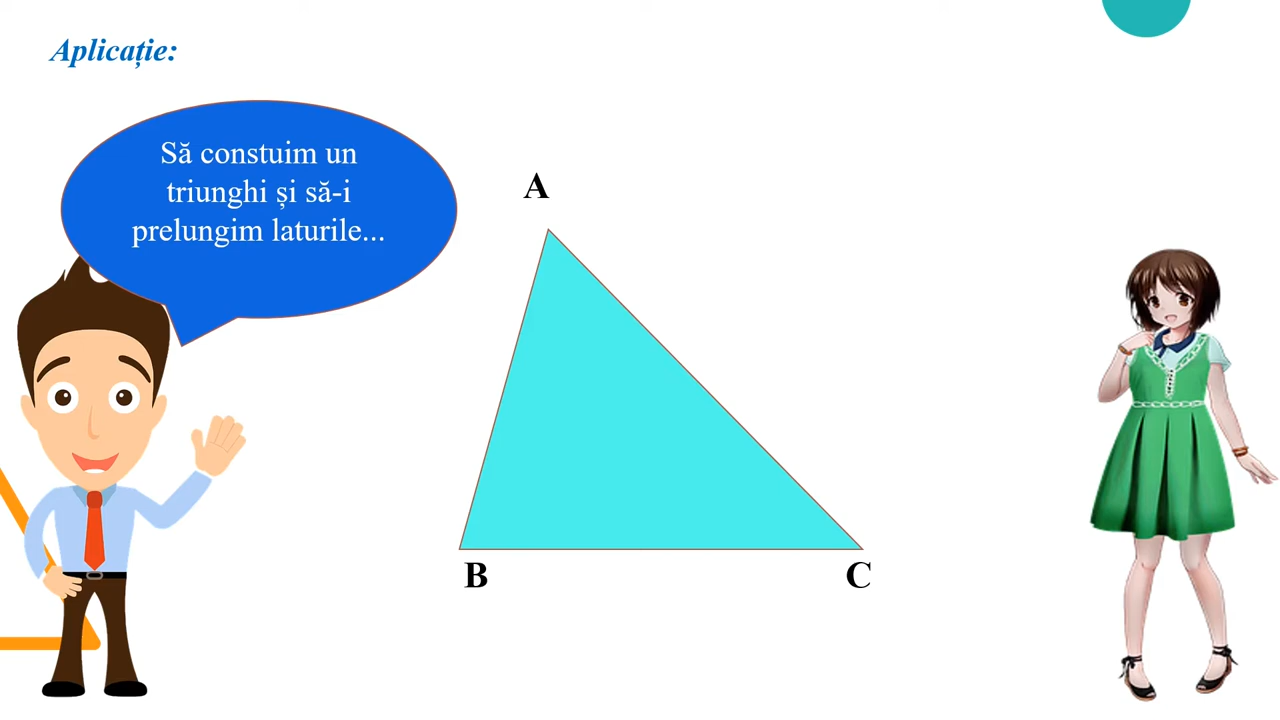 Aplicație:
Să constuim un
triunghi și să-i
prelungim laturile...
A
B
C